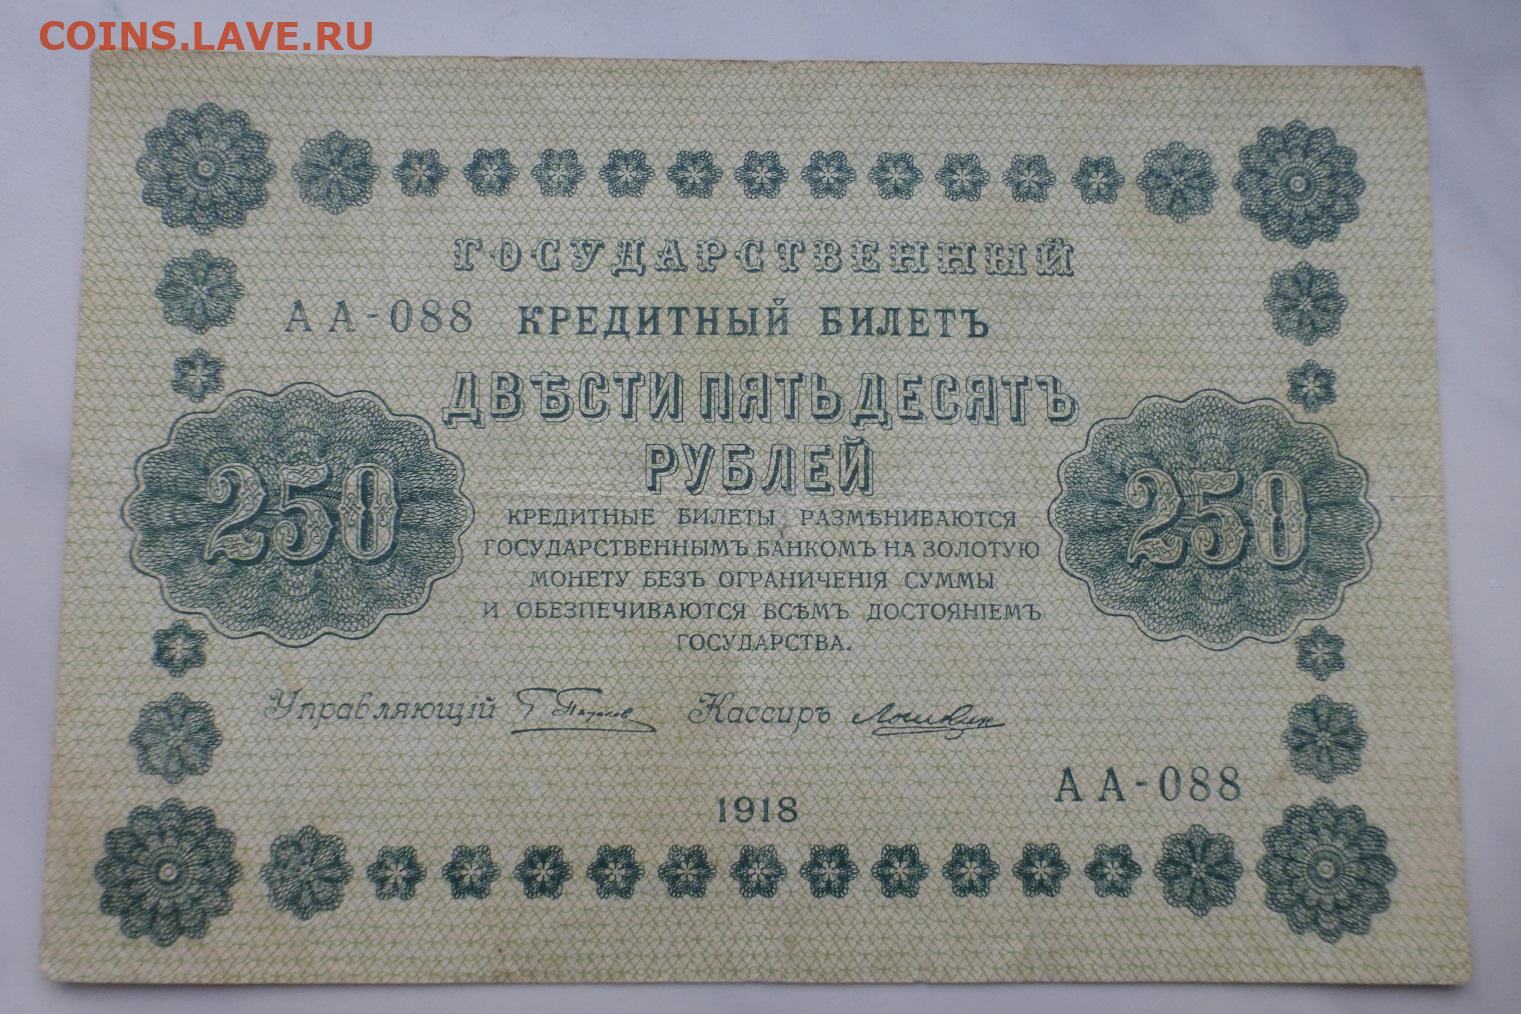 COINS.LAVE.RU
ГОСУДАРСТВЕННЫЙ
АА-088 КРЕДИТНЫЙ БИЛЕТЪ
ДВѢСТИ ПЯТЬДЕСЯТЪ
РУБЛЕЙ
250 250
КРЕДИТНЫЕ БИЛЕТЫ РАЗМѢНИВАЮТСЯ
ГОСУДАРСТВЕННЫМЪ БАНКОМЪ НА ЗОЛОТУЮ
МОНЕТУ БЕЗЪ ОГРАНИЧЕНІЯ СУММЫ
И ОБЕЗПЕЧИВАЮТСЯ ВСѢМЪ ДОСТОЯНІЕМЪ
ГОСУДАРСТВА.
Управляющій Кассиръ
АА-088
1918